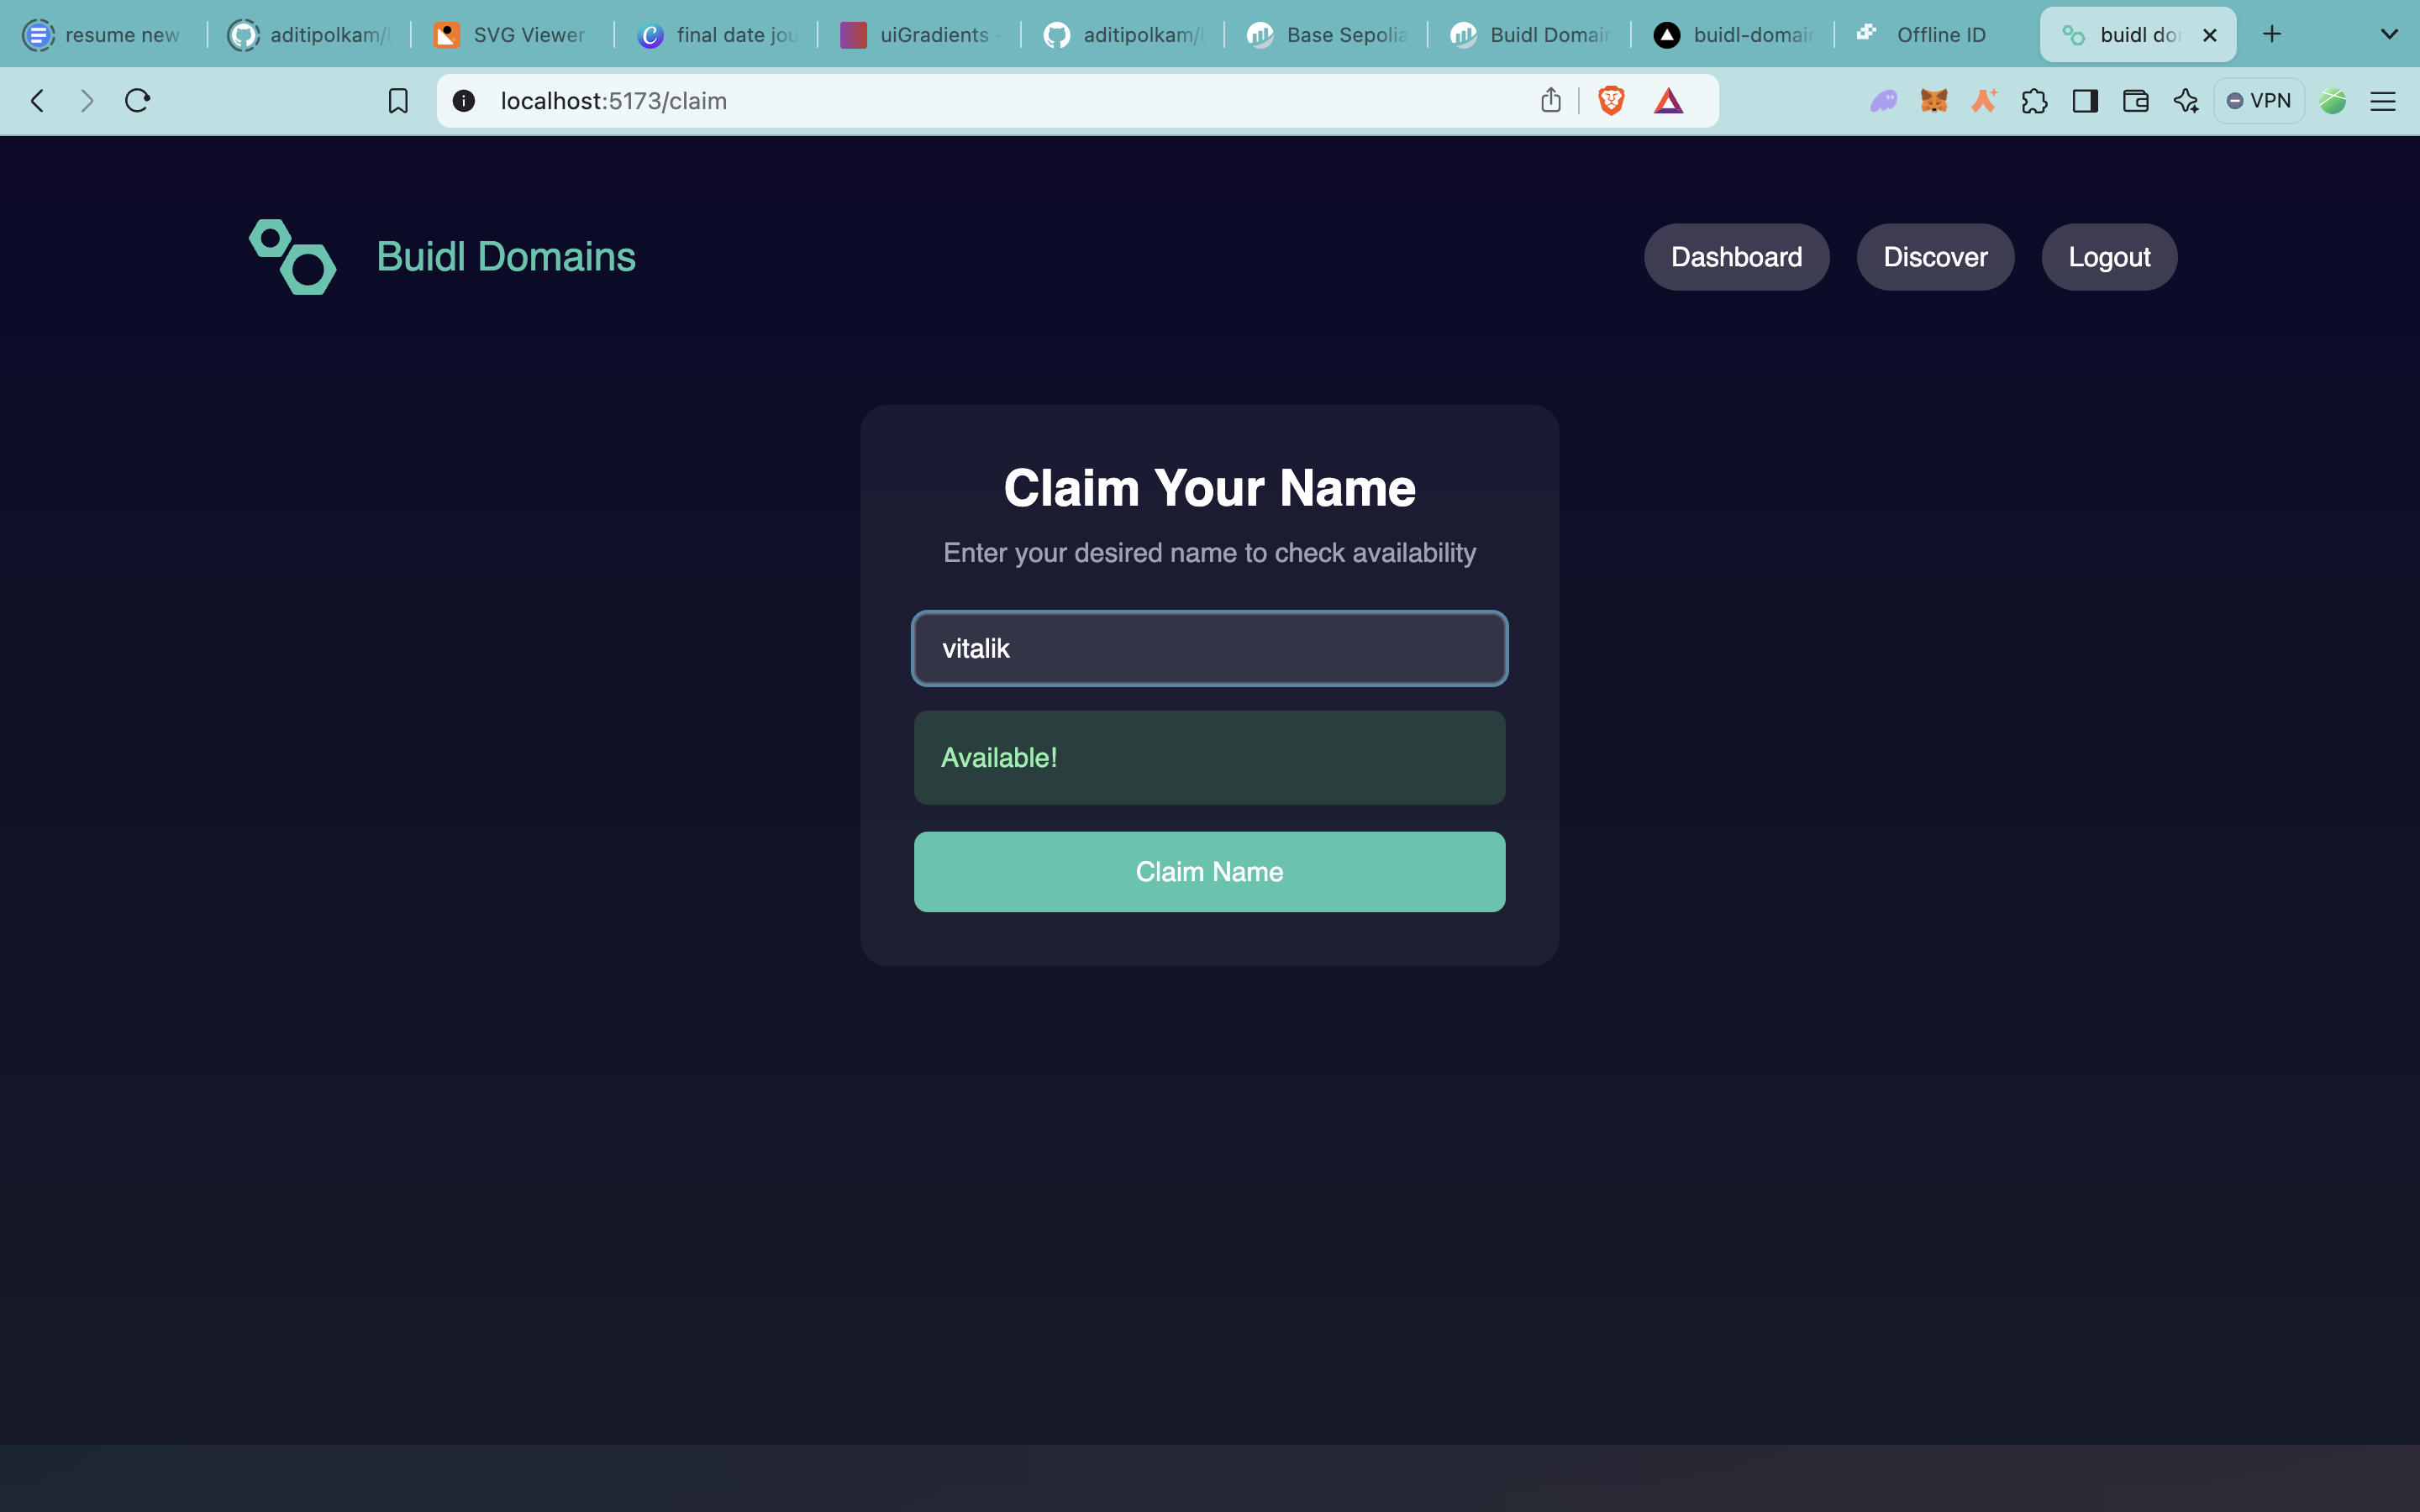 resume new
aditipolkam/
SVG Viewer
final date jou
uiGradients
aditipolkam/
Base Sepolia
Buidl Domain
buidl-domain
Offline ID
buidl do
localhost:5173/claim
VPN
Buidl Domains
Dashboard
Discover
Logout
Claim Your Name
Enter your desired name to check availability
vitalik
Available!
Claim Name